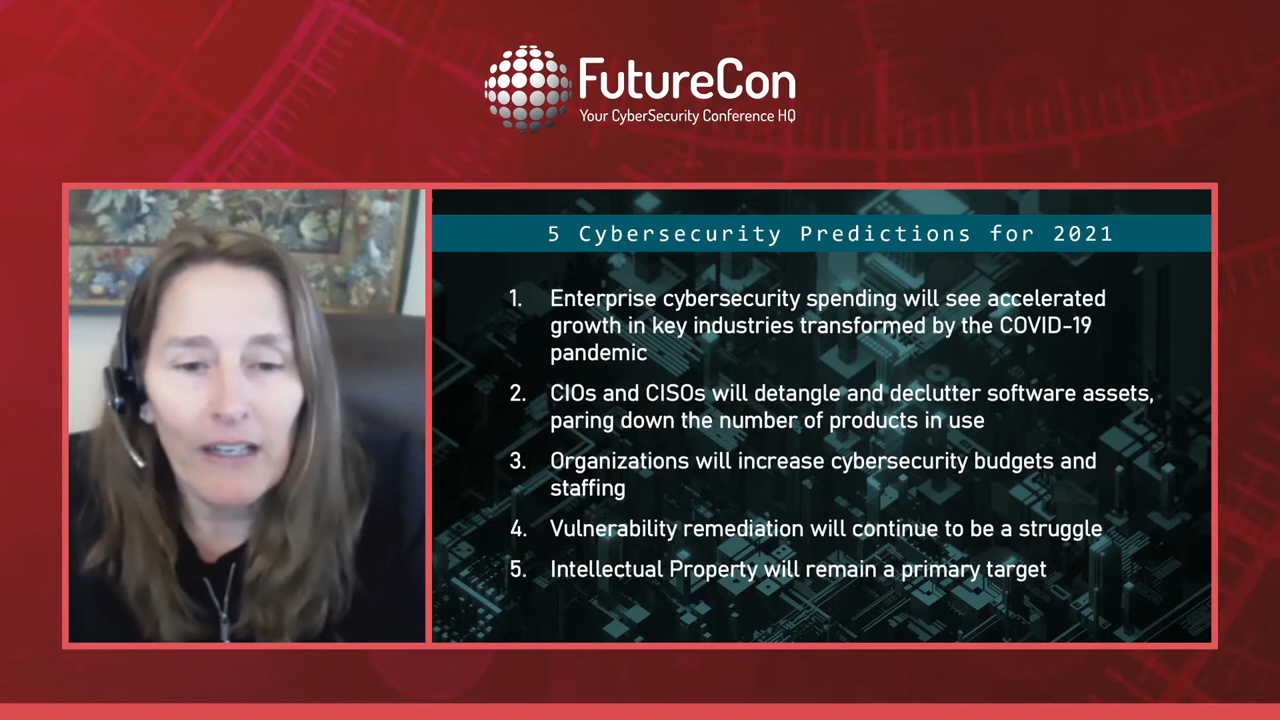 FutureCon
Your CyberSecurity Conference HQ
5 Cybersecurity Predictions for 2021
1. Enterprise cybersecurity spending will see accelerated
growth in key industries transformed by the COVID-19
pandemic
2. CIOs and CISOs will detangle and declutter software assets,
paring down the number of products in use
3. Organizations will increase cybersecurity budgets and
staffing
4. Vulnerability remediation will continue to be a struggle
5. Intellectual Property will remain a primary target